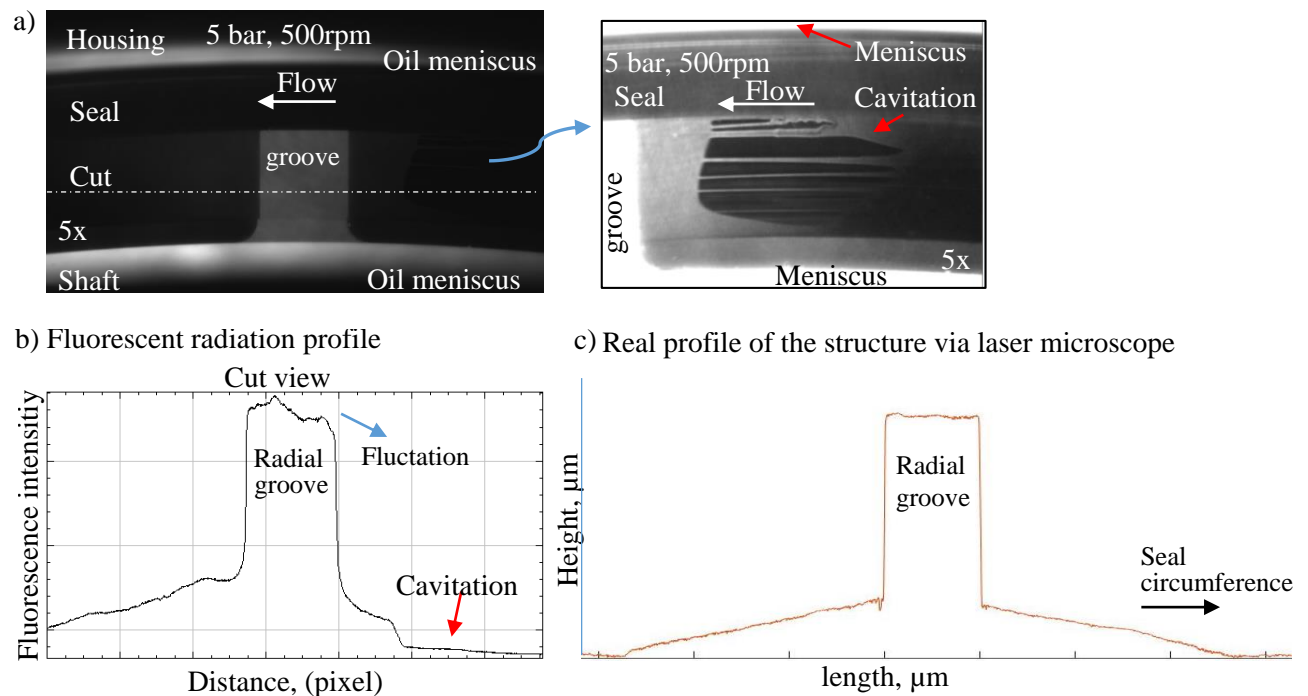 a)
Housing
5 bar, 500rpm
Oil meniscus
Flow
Seal
groove
Cut
5x
Shaft
Oil meniscus
Meniscus
5 bar, 500rpm
Seal
Flow
Cavitation
groove
5x
Meniscus
b) Fluorescent radiation profile
Cut view
Fluorescence intensitiy
Radial
groove
Fluctation
Cavitation
Distance, (pixel)
c) Real profile of the structure via laser microscope
Height, µm
Radial
groove
Seal
circumference
length, µm